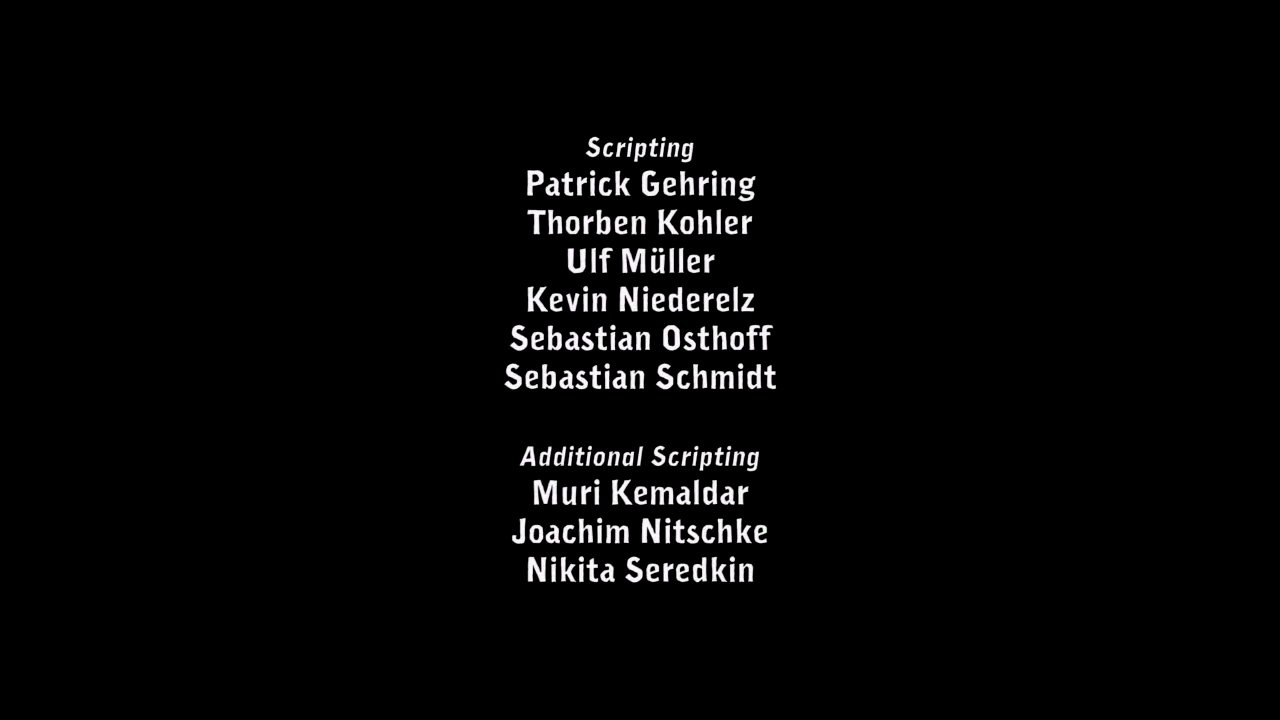 Scripting
Patrick Gehring
Thorben Kohler
Ulf Müller
Kevin Niederelz
Sebastian Osthoff
Sebastian Schmidt
Additional Scripting
Muri Kemaldar
Joachim Nitschke
Nikita Seredkin